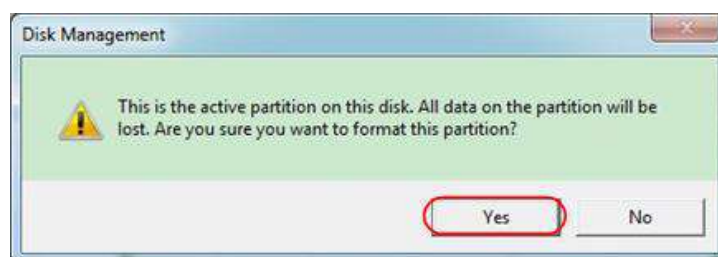 Disk Management
This is the active partition on this disk. All data on the partition will be
lost. Are you sure you want to format this partition?
Yes No